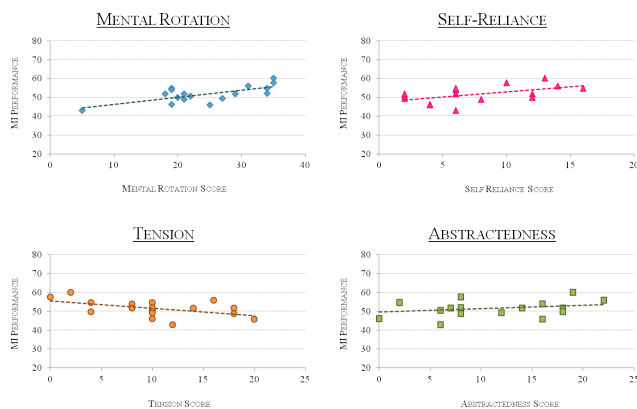 MENTAL ROTATION
80
70
60
50
40
30
20
0 10 20 30 40
MI PERFORMANCE
MENTAL ROTATION SCORE
SELF-RELIANCE
80
70
60
50
40
30
20
0 5 10 15 20
MI PERFORMANCE
SELF RELIANCE SCORE
TENSION
80
70
60
50
40
30
20
0 5 10 15 20 25
MI PERFORMANCE
TENSION SCORE
ABSTRACTEDNESS
80
70
60
50
40
30
20
0 5 10 15 20 25
MI PERFORMANCE
ABSTRACTEDNESS SCORE